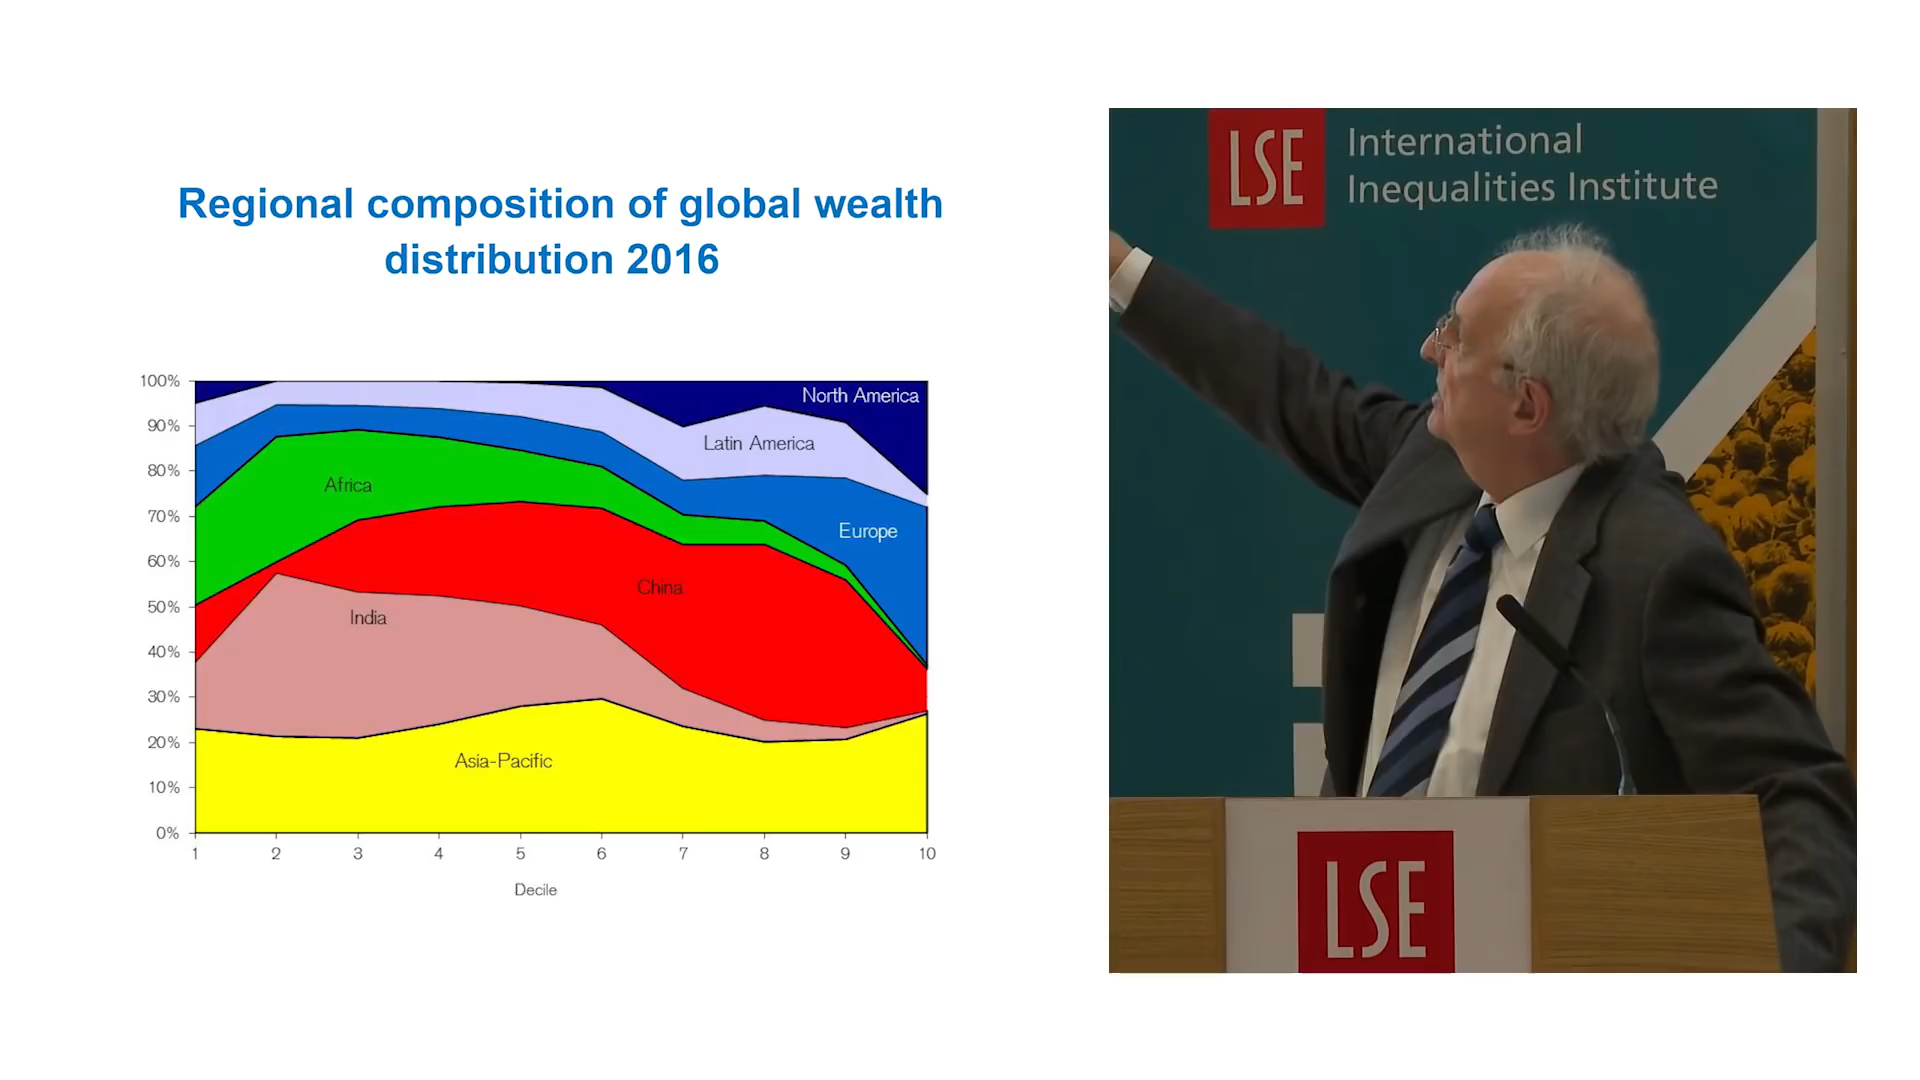 Regional composition of global wealth
distribution 2016
100%
90%
80%
70%
60%
50%
40%
30%
20%
10%
0%
North America
Latin America
Africa
Europe
China
India
Asia-Pacific
1 2 3 4 5 6 7 8 9 10
Decile
LSE
International
Inequalities Institute
LSE